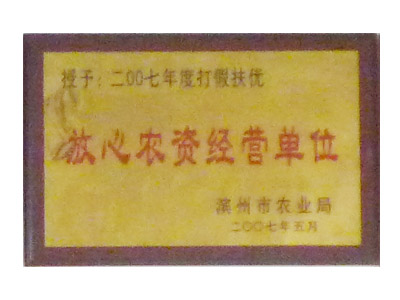 授予：二00七年度打假扶优
放心农资经营单位
滨州市农业局
二00七年五月